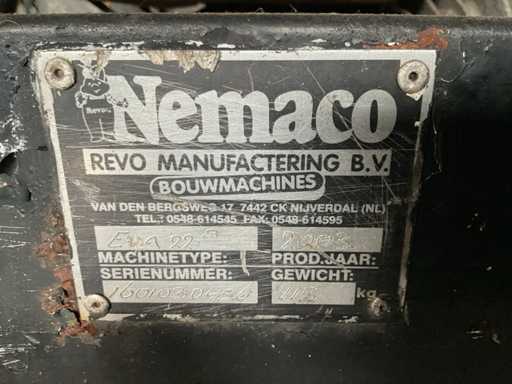 Nemaco
REVO MANUFACTERING B.V.
BOUWMACHINES
VAN DEN BERGSWEG 17 7442 CK NIJVERDAL (NL)
TEL.: 0548-614545 FAX: 0548-614595
MACHINETYPE: PROD.JAAR:
SERIENUMMER: GEWICHT:
kg